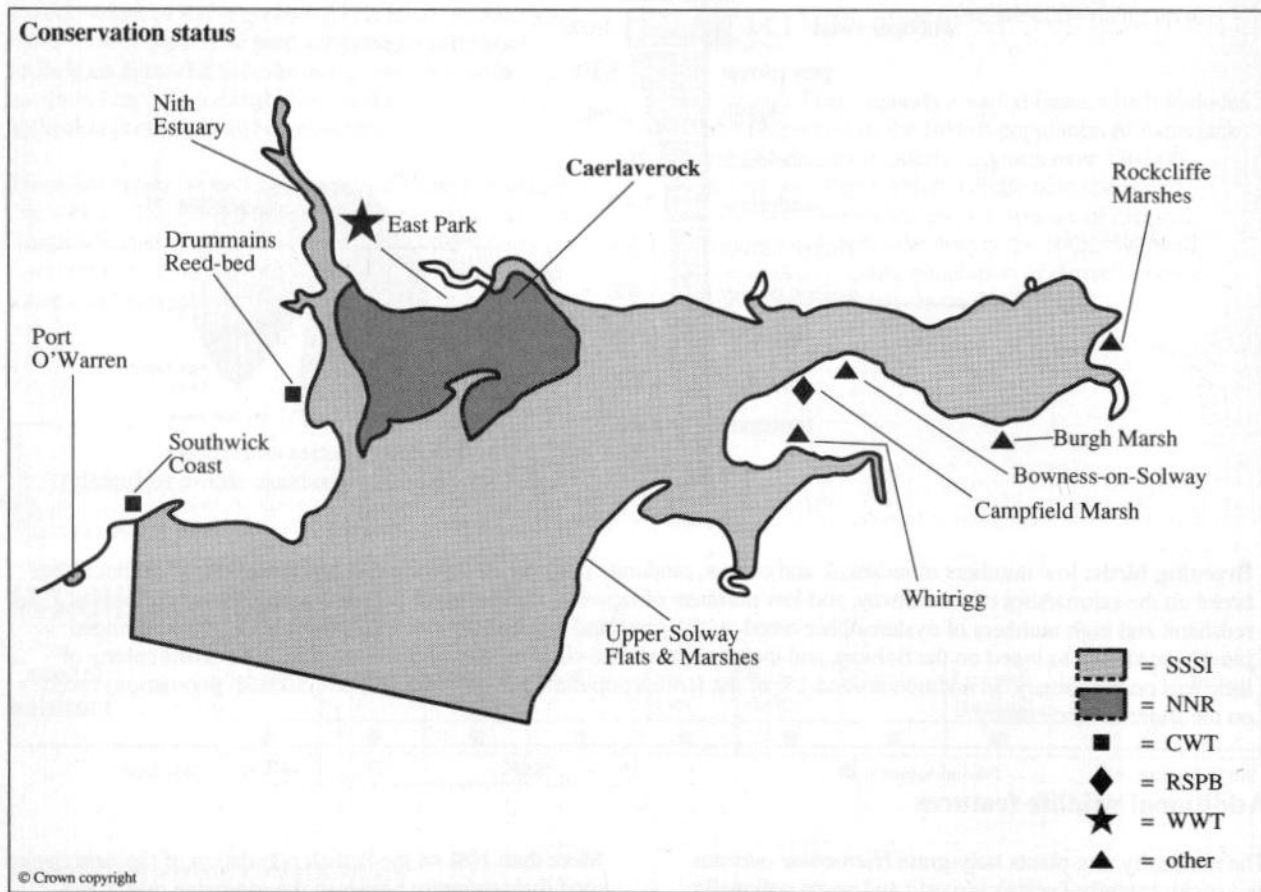 Conservation status
Nith
Estuary
Caerlaverock
Rockcliffe
Marshes
East Park
Drummains
Reed-bed
Port
O'Warren
Southwick
Coast
Burgh Marsh
Bowness-on-Solway
Campfield Marsh
Whitrigg
Upper Solway
Flats & Marshes
= SSSI
= NNR
= CWT
= RSPB
= WWT
= other
© Crown copyright